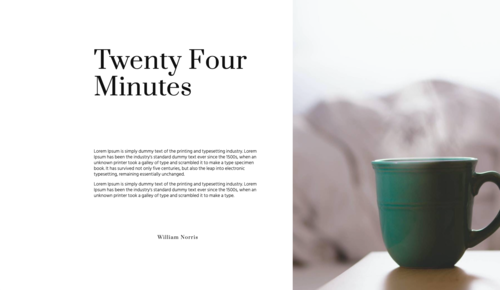 Twenty Four
Minutes
Lorem Ipsum is simply dummy text of the printing and typesetting industry. Lorem
Ipsum has been the industry's standard dummy text ever since the 1500s, when an
unknown printer took a galley of type and scrambled it to make a type specimen
book. It has survived not only five centuries, but also the leap into electronic
typesetting, remaining essentially unchanged.
Lorem Ipsum is simply dummy text of the printing and typesetting industry. Lorem
Ipsum has been the industry's standard dummy text ever since the 1500s, when an
unknown printer took a galley of type and scrambled it to make a type.
William Norris